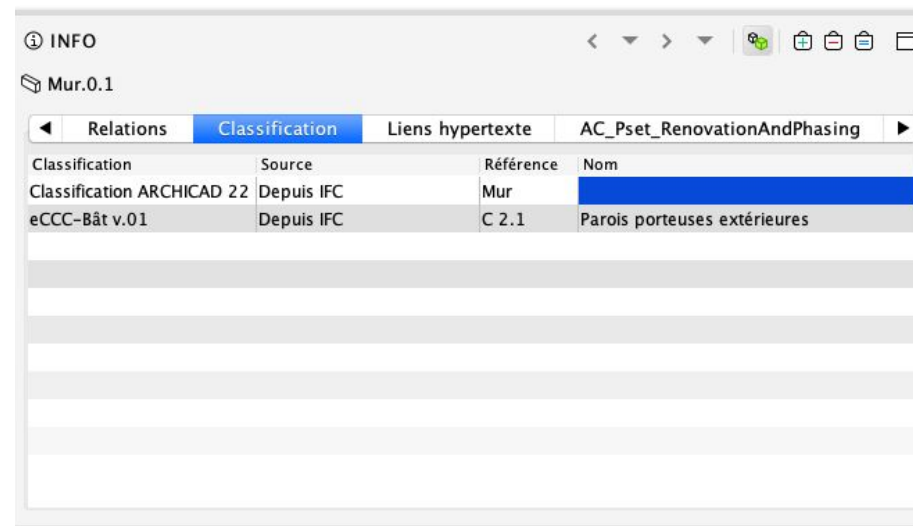 INFO
Mur.0.1
Relations Classification Liens hypertexte AC_Pset_RenovationAndPhasing
Classification Source Référence Nom
Classification ARCHICAD 22 Depuis IFC Mur
eCCC-Bât v.01 Depuis IFC C 2.1 Parois porteuses extérieures